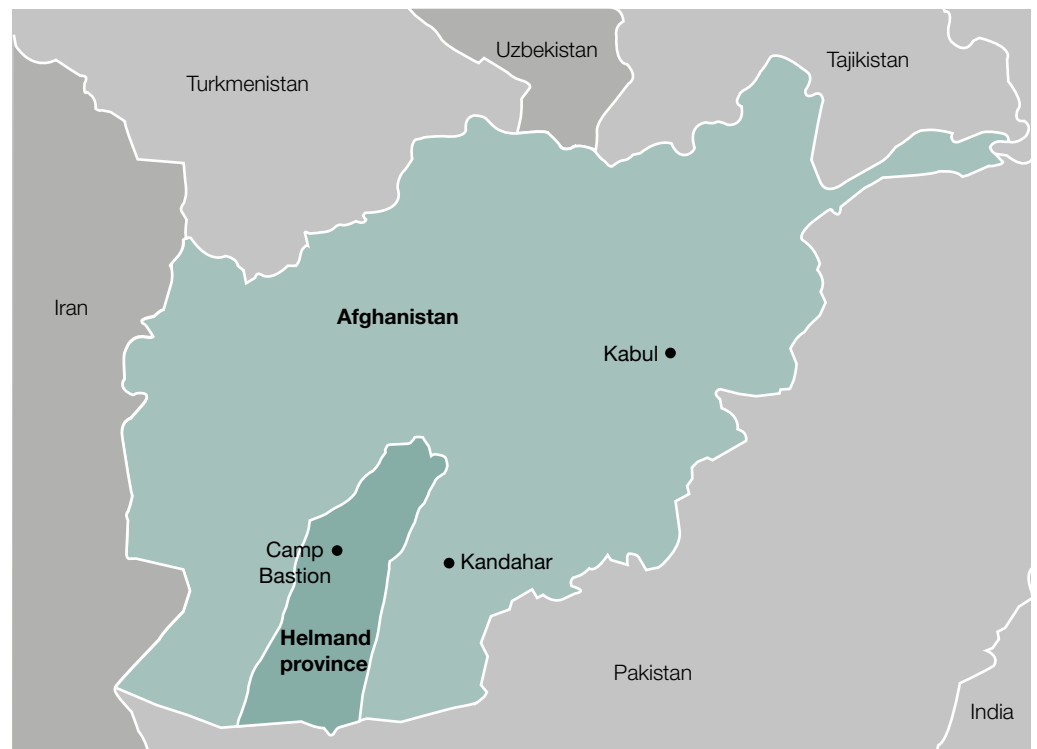 Uzbekistan
Tajikistan
Turkmenistan
Iran
Afghanistan
Kabul
Camp
Bastion
Kandahar
Helmand
province
Pakistan
India